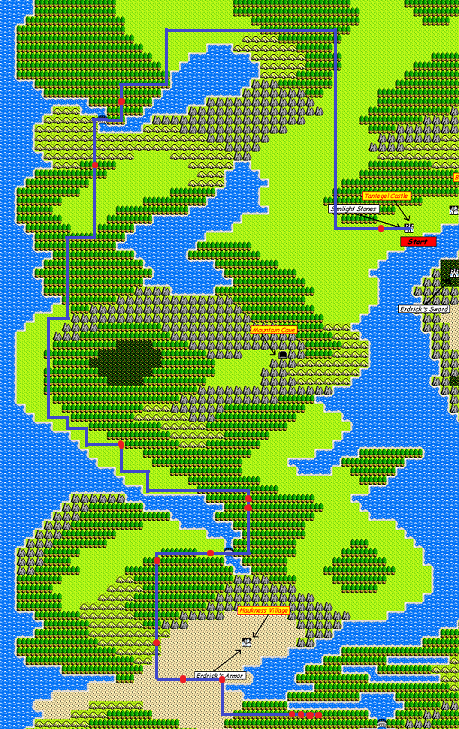 Tantegel Castle
Sunlight Stones
Start
Erdrick's Sword
Mountain Cave
Hauksness Village
Erdrick's Armor